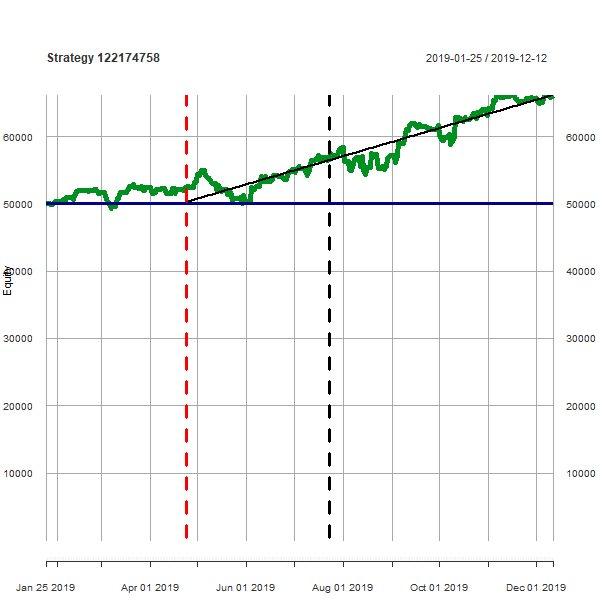 Strategy 122174758
2019-01-25 / 2019-12-12
60000
60000
50000
50000
Equity
40000
40000
30000
30000
20000
20000
10000
10000
Jan 25 2019
Apr 01 2019
Jun 01 2019
Aug 01 2019
Oct 01 2019
Dec 01 2019